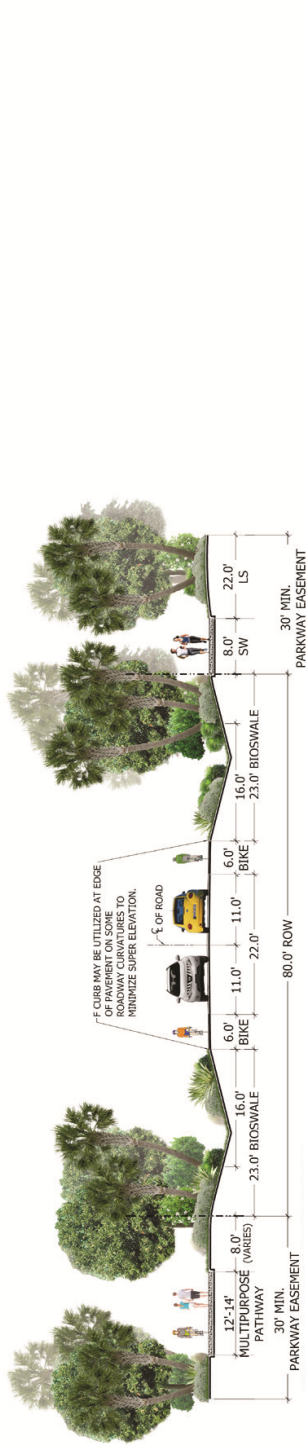 F CURB MAY BE UTILIZED AT EDGE
OF PAVEMENT ON SOME
ROADWAY CURVATURES TO
MINIMIZE SUPER ELEVATION.
℄ OF ROAD
12'-14'
MULTIPURPOSE
PATHWAY
8.0'
(VARIES)
16.0'
23.0' BIOSWALE
6.0'
BIKE
11.0'
11.0'
22.0'
6.0'
BIKE
16.0'
23.0' BIOSWALE
8.0'
SW
22.0'
LS
30' MIN.
PARKWAY EASEMENT
80.0' ROW
30' MIN.
PARKWAY EASEMENT